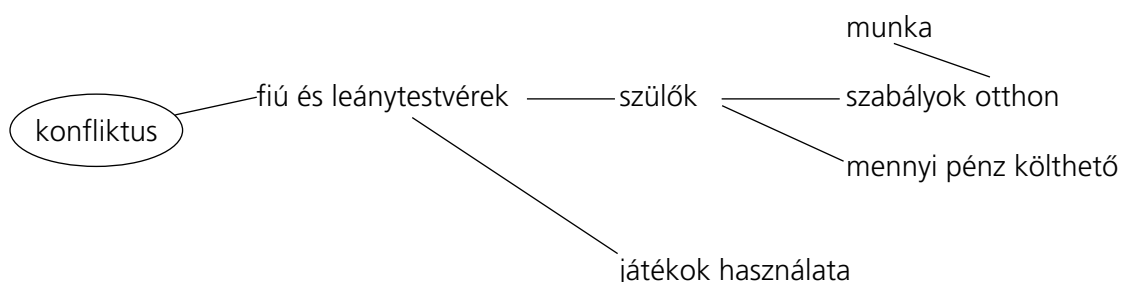 munka
fiú és leánytestvérek szülők szabályok otthon
konfliktus
mennyi pénz költhető
játékok használata